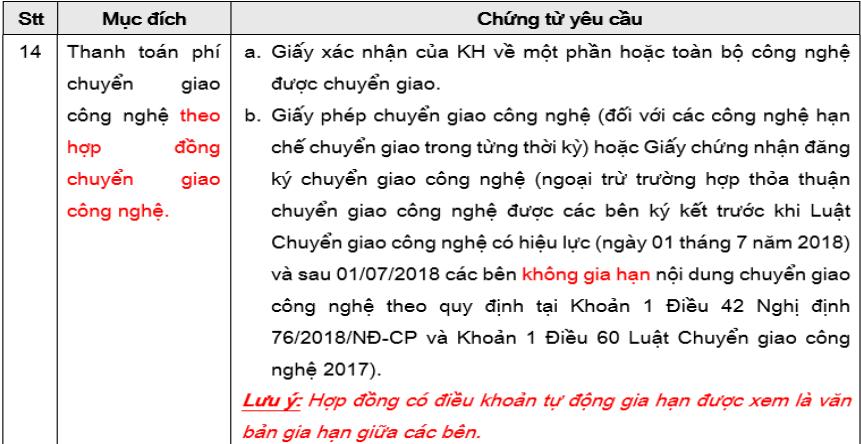 Stt Mục đích Chứng từ yêu cầu
14
Thanh toán phí
chuyển giao
công nghệ theo
hợp đồng
chuyển giao
công nghệ.
a. Giấy xác nhận của KH về một phần hoặc toàn bộ công nghệ
được chuyển giao.
b. Giấy phép chuyển giao công nghệ (đối với các công nghệ hạn
chế chuyển giao trong từng thời kỳ) hoặc Giấy chứng nhận đăng
ký chuyển giao công nghệ (ngoại trừ trường hợp thỏa thuận
chuyển giao công nghệ được các bên ký kết trước khi Luật
Chuyển giao công nghệ có hiệu lực (ngày 01 tháng 7 năm 2018)
và sau 01/07/2018 các bên không gia hạn nội dung chuyển giao
công nghệ theo quy định tại Khoản 1 Điều 42 Nghị định
76/2018/NĐ-CP và Khoản 1 Điều 60 Luật Chuyển giao công
nghệ 2017).
Lưu ý: Hợp đồng có điều khoản tự động gia hạn được xem là văn
bản gia hạn giữa các bên.